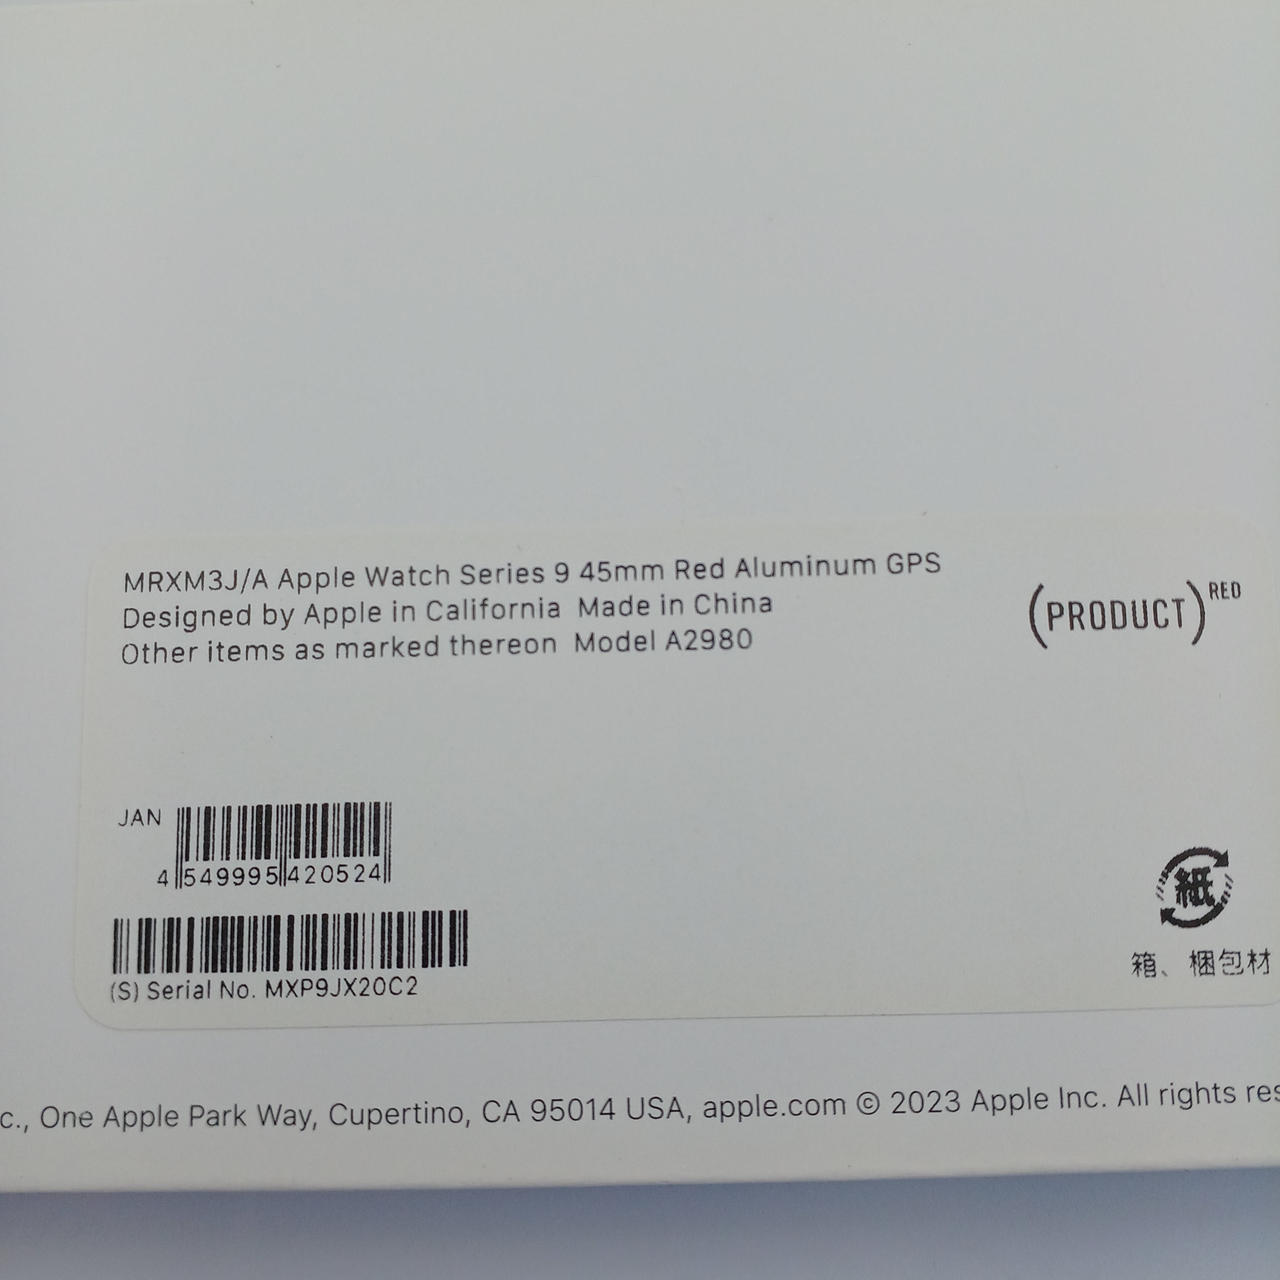 MRXM3J/A Apple Watch Series 9 45mm Red Aluminum GPS
Designed by Apple in California  Made in China
Other items as marked thereon  Model A2980
(PRODUCT)RED
JAN
4 549995 420524
(S) Serial No. MXP9JX20C2
紙
箱、梱包材
c., One Apple Park Way, Cupertino, CA 95014 USA, apple.com © 2023 Apple Inc. All rights res